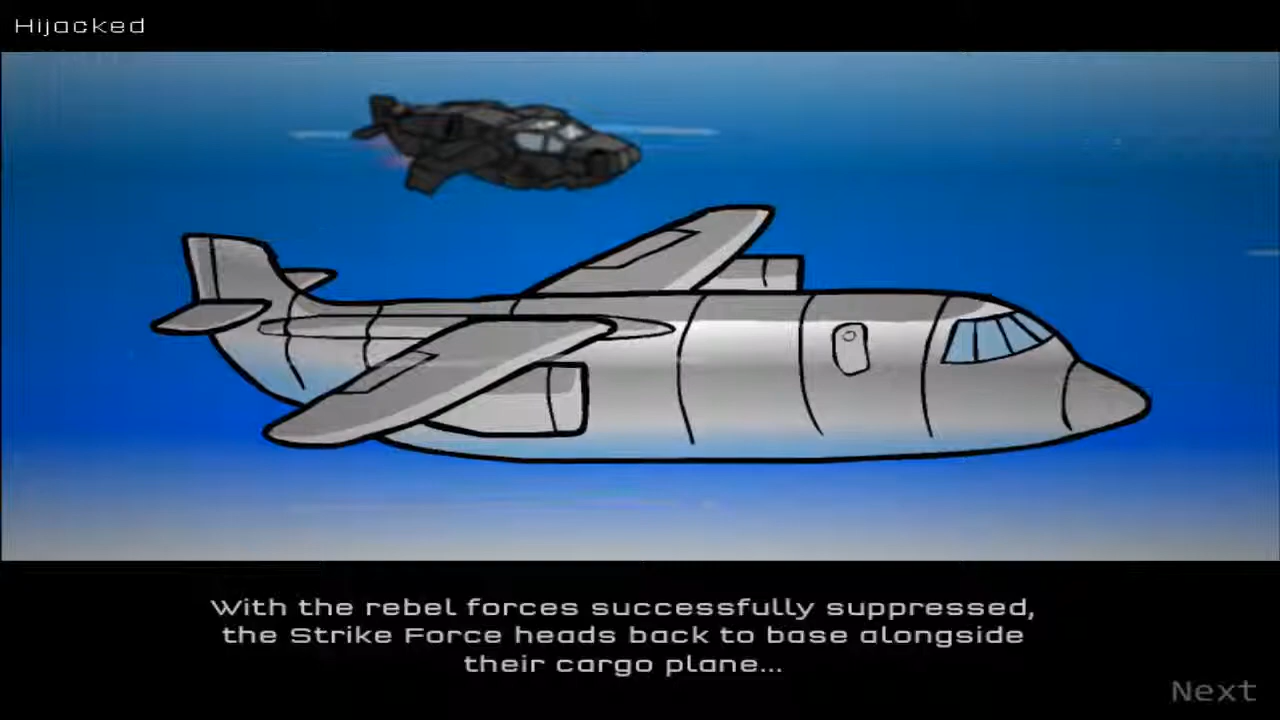 Hijacked
With the rebel forces successfully suppressed,
the Strike Force heads back to base alongside
their cargo plane...
Next